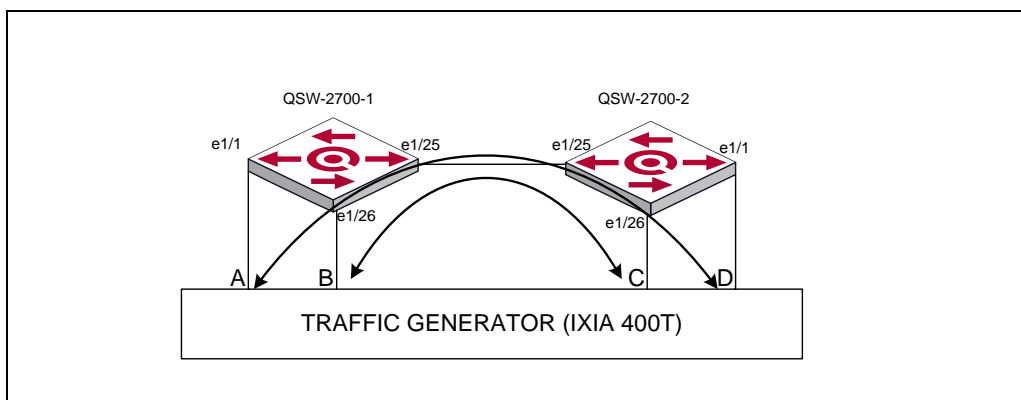 QSW-2700-1
QSW-2700-2
e1/1
e1/25
e1/25
e1/1
e1/26
e1/26
A
B
C
D
TRAFFIC GENERATOR (IXIA 400T)